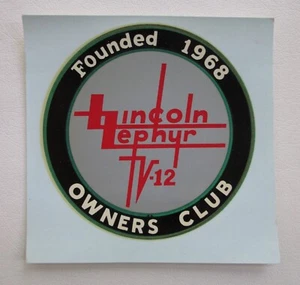 Founded 1968
Lincoln
Zephyr
V-12
OWNERS CLUB